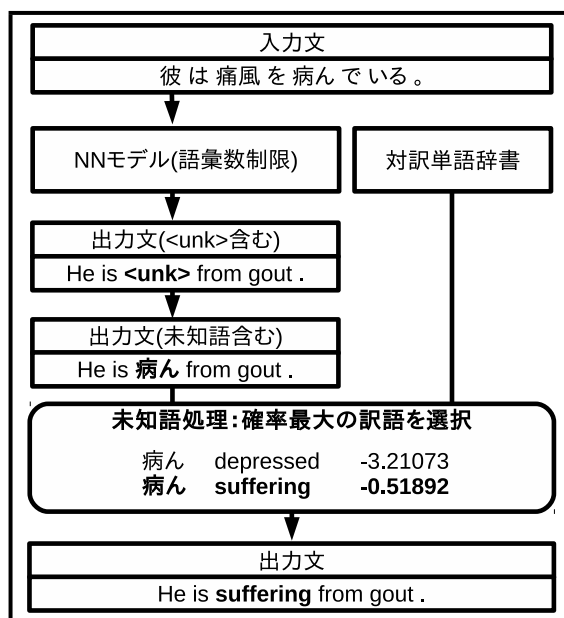 入力文
彼 は 痛風 を 病ん で いる 。
NNモデル(語彙数制限)
対訳単語辞書
出力文(<unk>含む)
He is <unk> from gout .
出力文(未知語含む)
He is 病ん from gout .
未知語処理:確率最大の訳語を選択
病ん depressed -3.21073
病ん suffering -0.51892
出力文
He is suffering from gout .